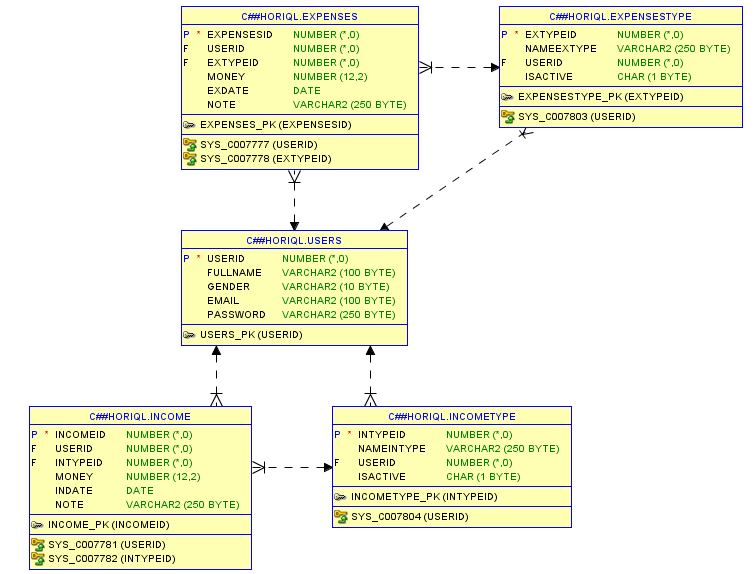 C##HORIQL.EXPENSES
P * EXPENSESID NUMBER (*,0)
F USERID NUMBER (*,0)
F EXTYPEID NUMBER (*,0)
MONEY NUMBER (12,2)
EXDATE DATE
NOTE VARCHAR2 (250 BYTE)
EXPENSES_PK (EXPENSESID)
SYS_C007777 (USERID)
SYS_C007778 (EXTYPEID)
C##HORIQL.EXPENSESTYPE
P * EXTYPEID NUMBER (*,0)
NAMEEXTYPE VARCHAR2 (250 BYTE)
F USERID NUMBER (*,0)
ISACTIVE CHAR (1 BYTE)
EXPENSESTYPE_PK (EXTYPEID)
SYS_C007803 (USERID)
C##HORIQL.USERS
P * USERID NUMBER (*,0)
FULLNAME VARCHAR2 (100 BYTE)
GENDER VARCHAR2 (10 BYTE)
EMAIL VARCHAR2 (100 BYTE)
PASSWORD VARCHAR2 (250 BYTE)
USERS_PK (USERID)
C##HORIQL.INCOME
P * INCOMEID NUMBER (*,0)
F USERID NUMBER (*,0)
F INTYPEID NUMBER (*,0)
MONEY NUMBER (12,2)
INDATE DATE
NOTE VARCHAR2 (250 BYTE)
INCOME_PK (INCOMEID)
SYS_C007781 (USERID)
SYS_C007782 (INTYPEID)
C##HORIQL.INCOMETYPE
P * INTYPEID NUMBER (*,0)
NAMEINTYPE VARCHAR2 (250 BYTE)
F USERID NUMBER (*,0)
ISACTIVE CHAR (1 BYTE)
INCOMETYPE_PK (INTYPEID)
SYS_C007804 (USERID)